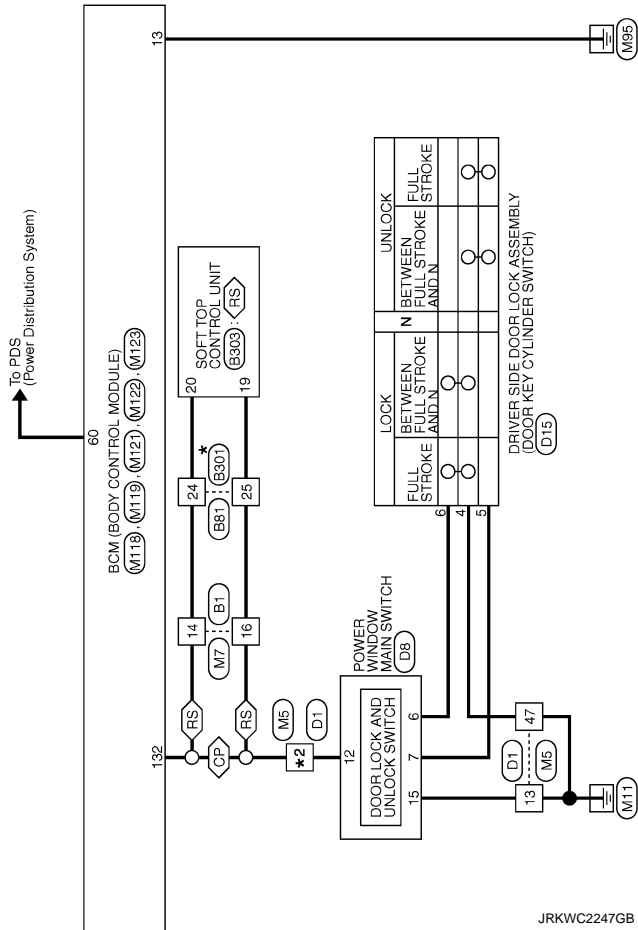 To PDS
(Power Distribution System)
60
13
BCM (BODY CONTROL MODULE)
M118 , M119 , M121 , M122 , M123
132
M95
RS
CP
RS
14
M7
B1
16
24
*
B81
B301
25
20
19
SOFT TOP
CONTROL UNIT
B303 : RS
*2
M5
D1
POWER
WINDOW
MAIN SWITCH
D8
12
DOOR LOCK AND
UNLOCK SWITCH
15
7
6
D1
M5
13
47
M11
6
4
5
LOCK
N
UNLOCK
FULL
STROKE
BETWEEN
FULL STROKE
AND N
BETWEEN
FULL STROKE
AND N
FULL
STROKE
DRIVER SIDE DOOR LOCK ASSEMBLY
(DOOR KEY CYLINDER SWITCH)
D15
JRKWC2247GB